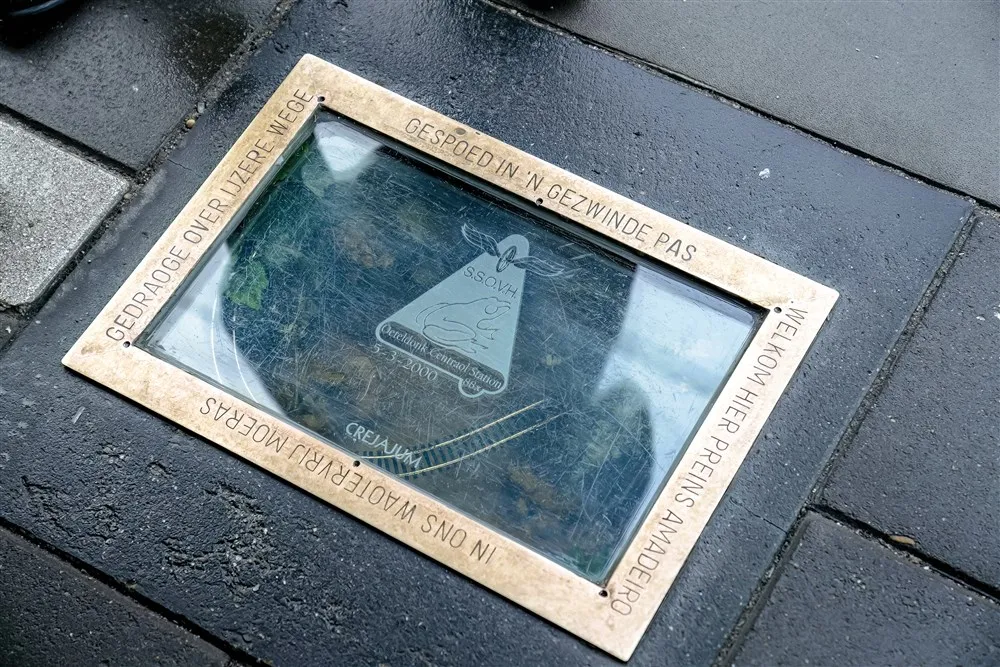 GEDRAOGE OVER IJZERE WEGE
GESPOED IN 'N GEZWINDE PAS
WELKOM HIER PREINS AMADEIRO
IN ONS WAOTERVRIJ MOERAS
S.S.O.V.H.
Oeteldonk Centraol Station
5-3-2000
88x
CREJAJUM